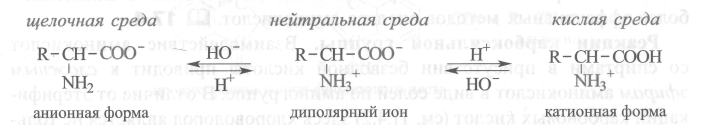 щелочная среда нейтральная среда кислая среда
R–CH–COO⁻ HO⁻ R–CH–COO⁻ H⁺ R–CH–COOH
NH₂ H⁺ NH₃⁺ HO⁻ NH₃⁺
анионная форма диполярный ион катионная форма